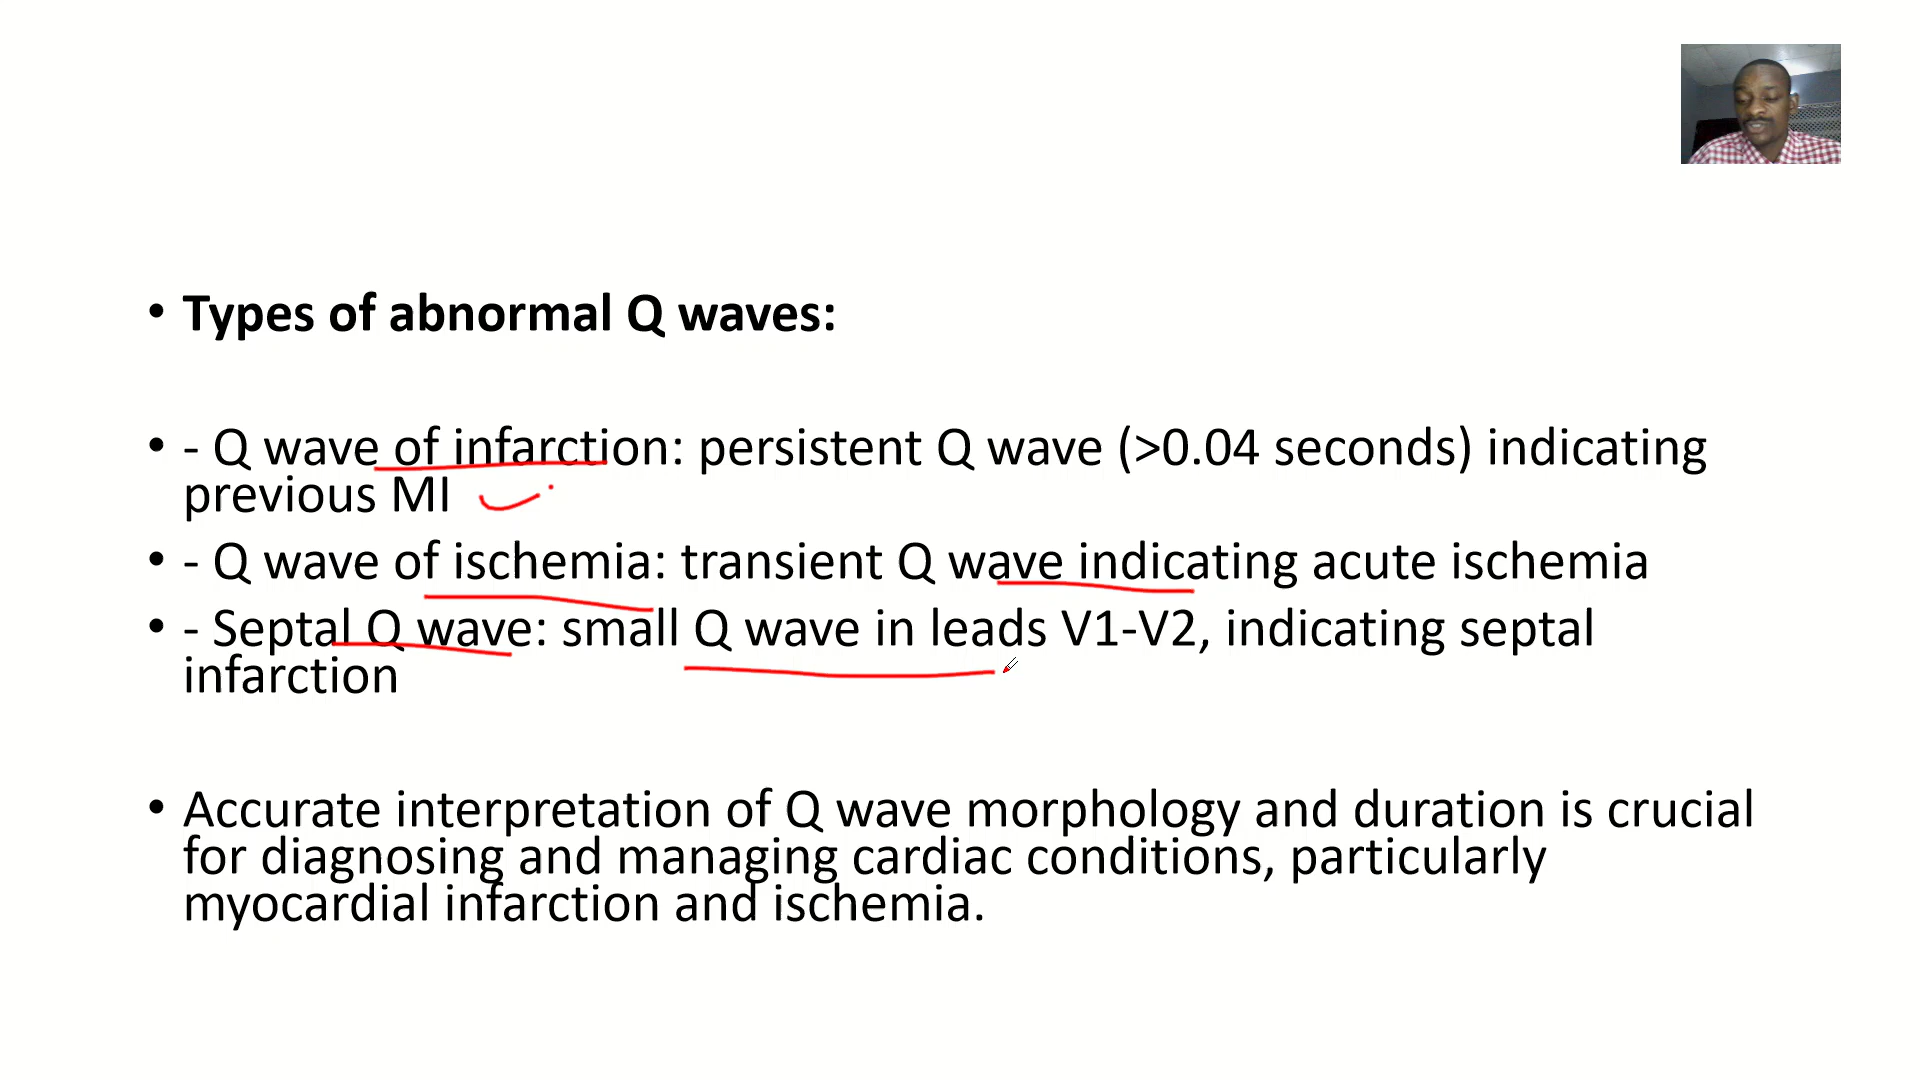 • Types of abnormal Q waves:
• - Q wave of infarction: persistent Q wave (>0.04 seconds) indicating
previous MI
• - Q wave of ischemia: transient Q wave indicating acute ischemia
• - Septal Q wave: small Q wave in leads V1-V2, indicating septal
infarction
• Accurate interpretation of Q wave morphology and duration is crucial
for diagnosing and managing cardiac conditions, particularly
myocardial infarction and ischemia.